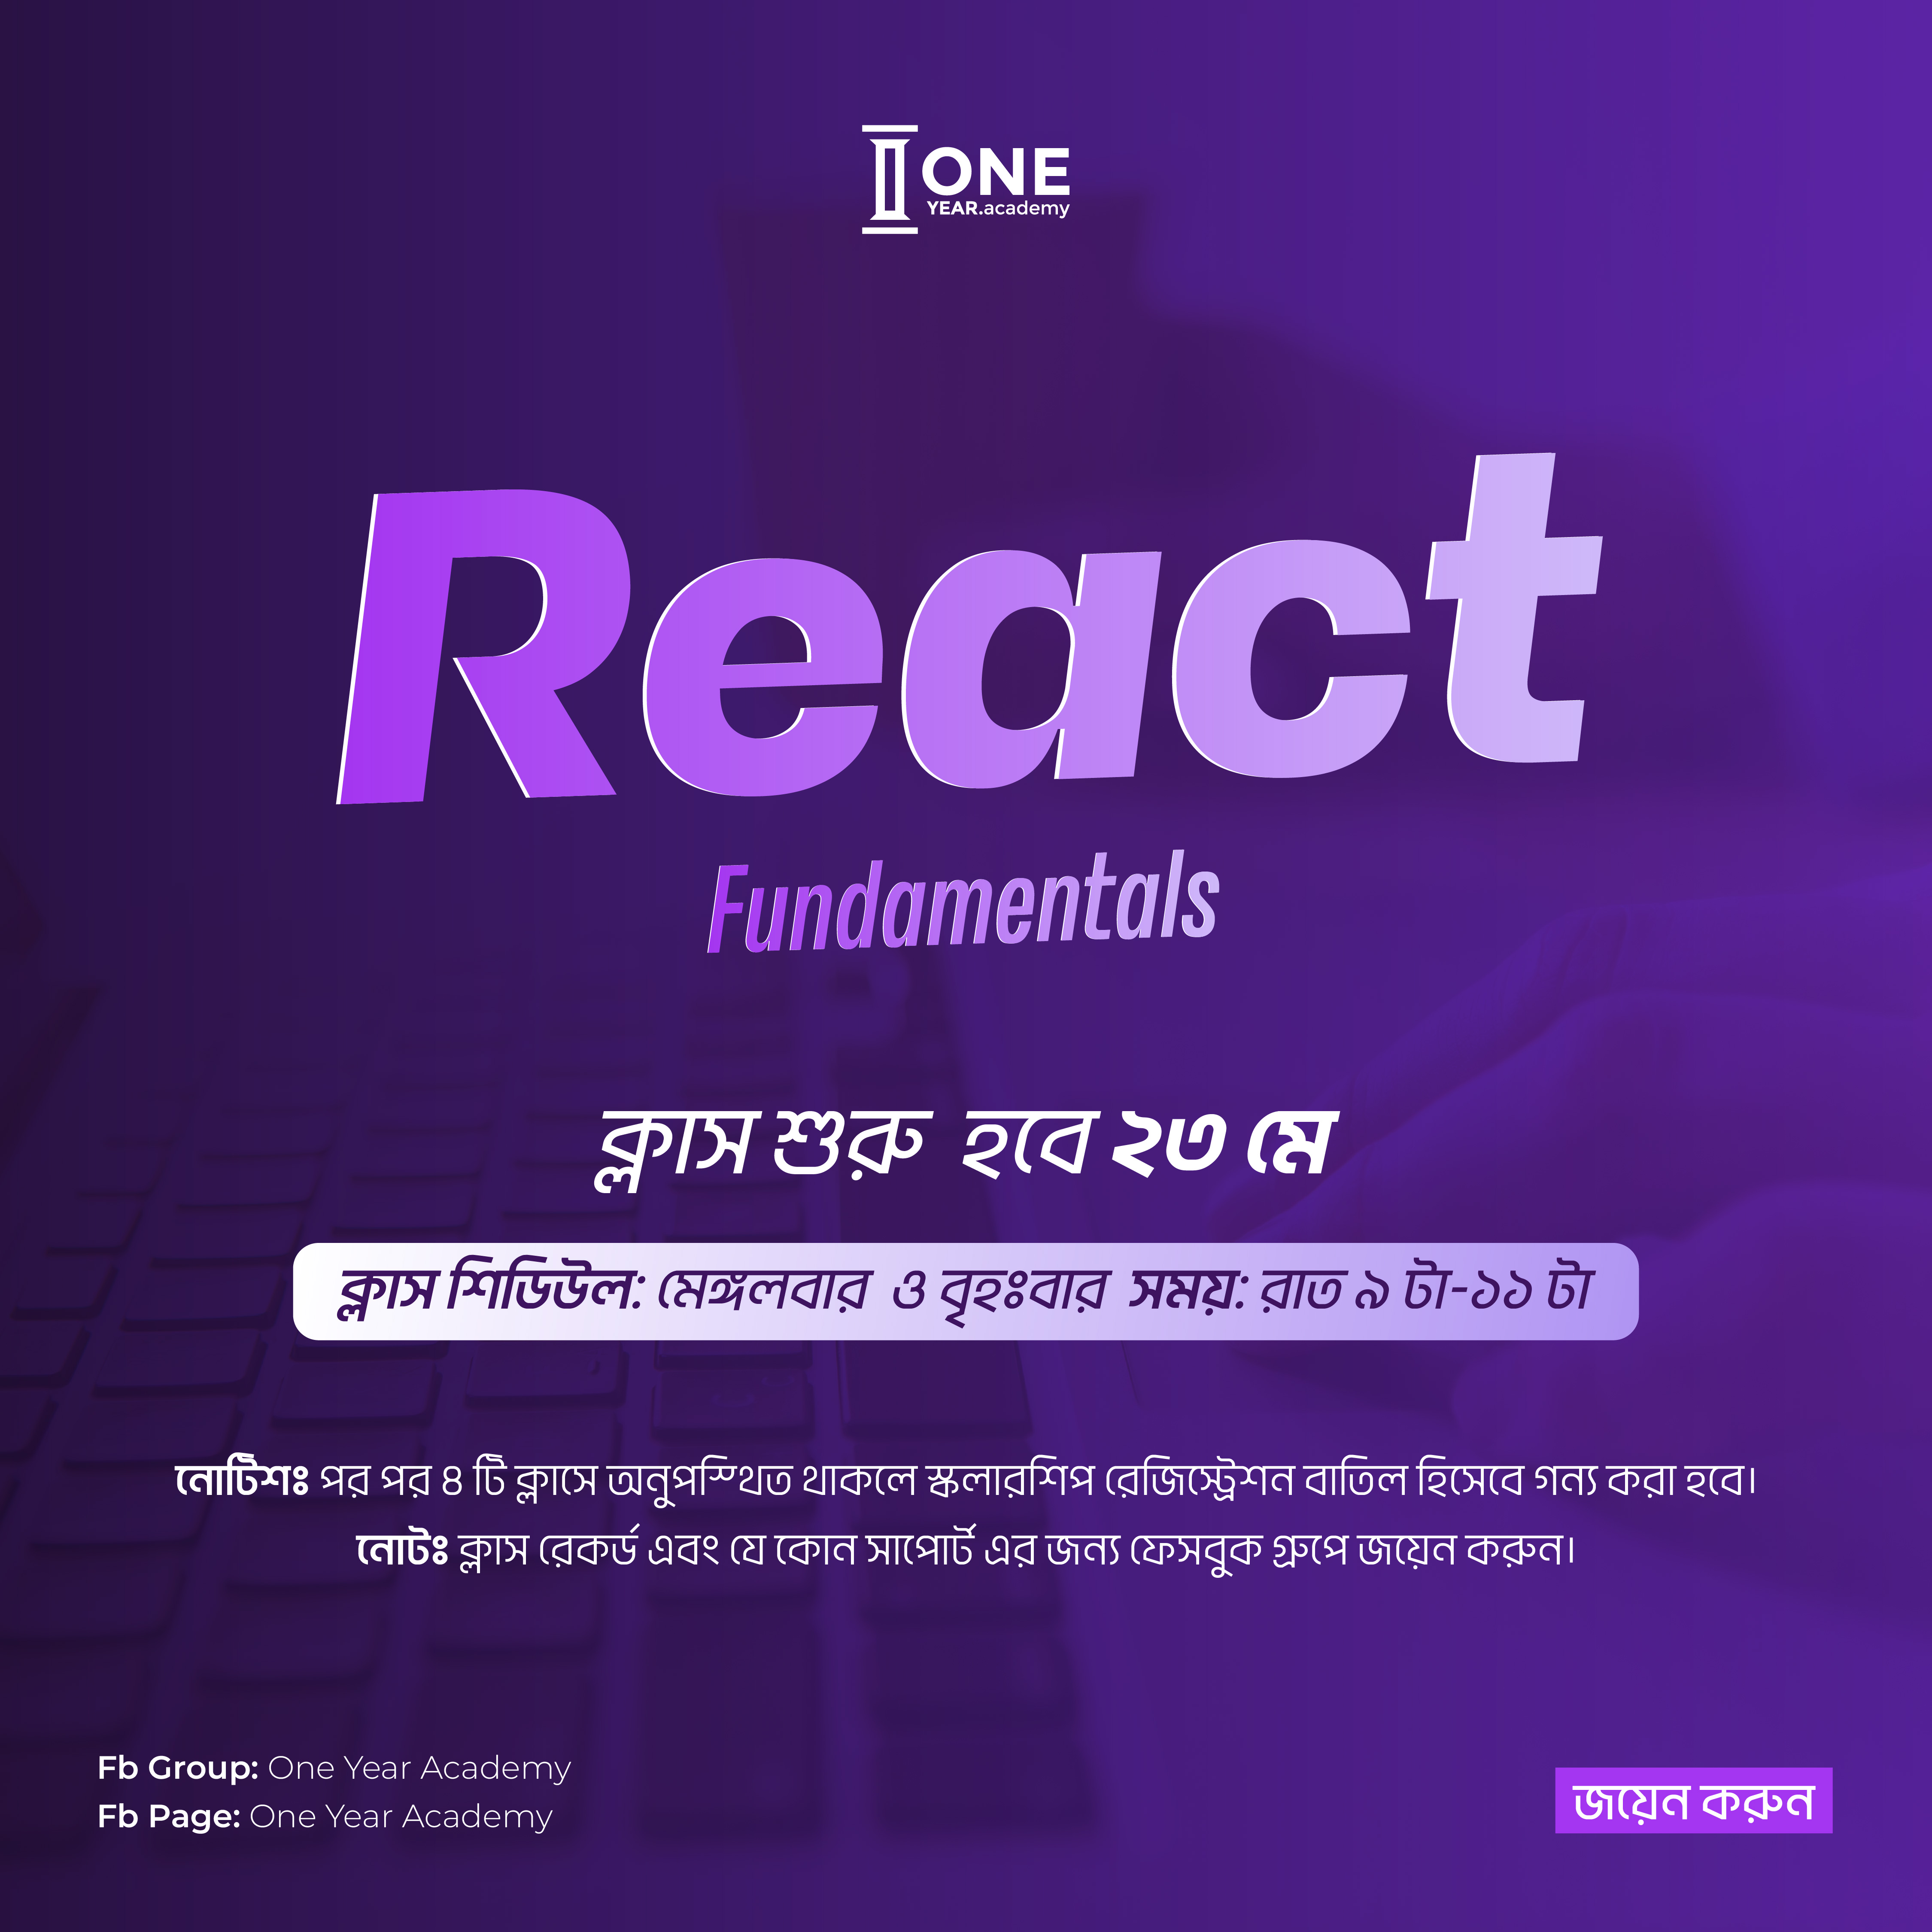 ONE
YEAR.academy
React
Fundamentals
ক্লাস শুরু হবে ২৩ মে
ক্লাস শিডিউল: মেঙ্গলবার ও বৃহঃবার সময়: রাত ৯ টা-১১ টা
নোটিশঃ পর পর ৪ টি ক্লাসে অনুপস্থিত থাকলে স্কলারশিপ রেজিস্ট্রেশন বাতিল হিসেবে গন্য করা হবে।
নোটঃ ক্লাস রেকর্ড এবং যে কোন সাপোর্ট এর জন্য ফেসবুক গ্রুপে জয়েন করুন।
Fb Group: One Year Academy
Fb Page: One Year Academy
জয়েন করুন